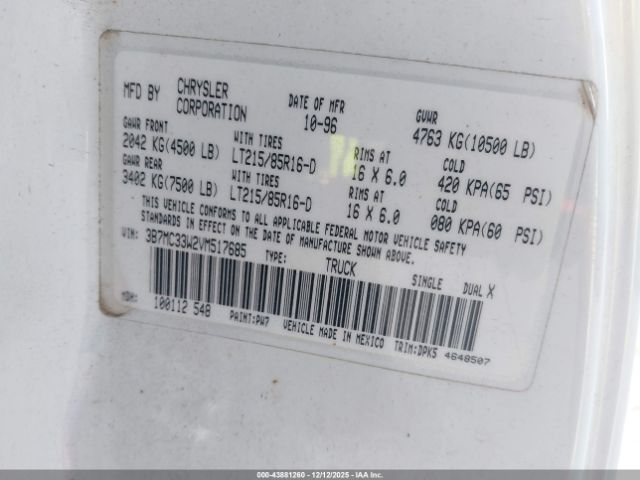 MFD BY CHRYSLER CORPORATION DATE OF MFR 10-96 GVWR 4763 KG(10500 LB)
GAWR FRONT WITH TIRES RIMS AT COLD
2042 KG(4500 LB) LT215/85R16-D 16 X 6.0 420 KPA(65 PSI)
GAWR REAR WITH TIRES RIMS AT COLD
3402 KG(7500 LB) LT215/85R16-D 16 X 6.0 080 KPA(60 PSI)
THIS VEHICLE CONFORMS TO ALL APPLICABLE FEDERAL MOTOR VEHICLE SAFETY
STANDARDS IN EFFECT ON THE DATE OF MANUFACTURE SHOWN ABOVE.
VIN: 3B7MC33W2VM517685 TYPE: TRUCK SINGLE DUAL X
MDH: 100112 548 PAINT:PW7 VEHICLE MADE IN MEXICO TRIM:DPK5 4648507
000-43881260 - 12/12/2025 - IAAI.COM